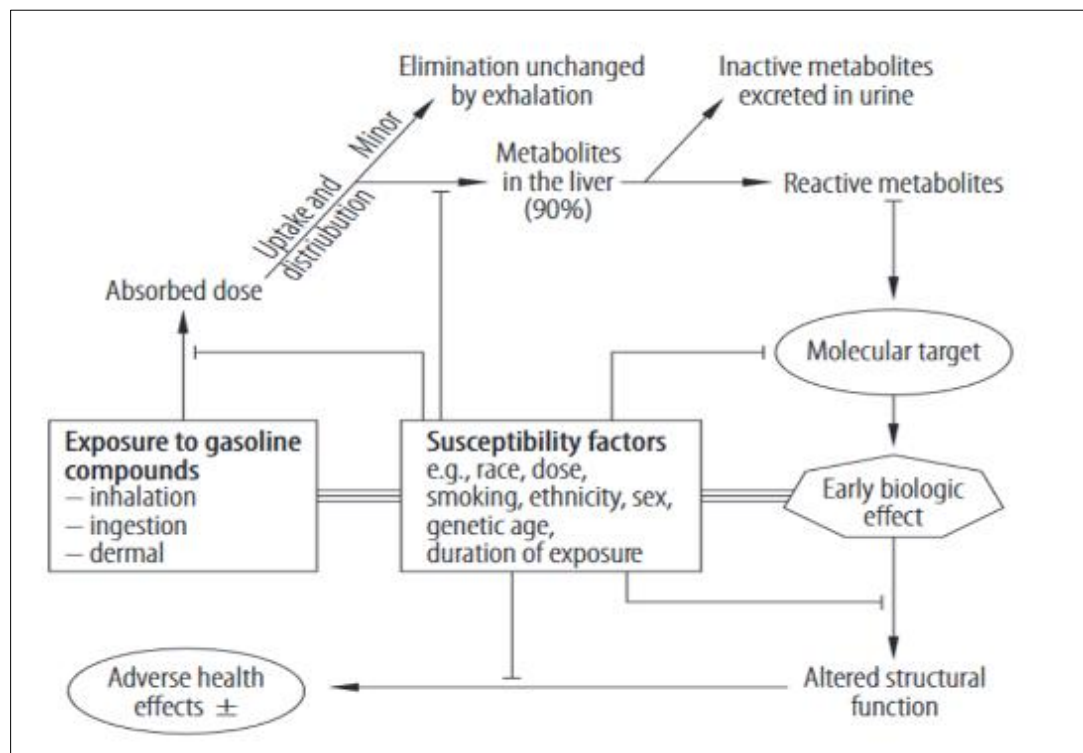 Elimination unchanged
by exhalation
Inactive metabolites
excreted in urine
Minor
Uptake and
distriubution
Metabolites
in the liver
(90%)
Reactive metabolites
Absorbed dose
Molecular target
Exposure to gasoline
compounds
– inhalation
– ingestion
– dermal
Susceptibility factors
e.g., race, dose,
smoking, ethnicity, sex,
genetic age,
duration of exposure
Early biologic
effect
Adverse health
effects ±
Altered structural
function